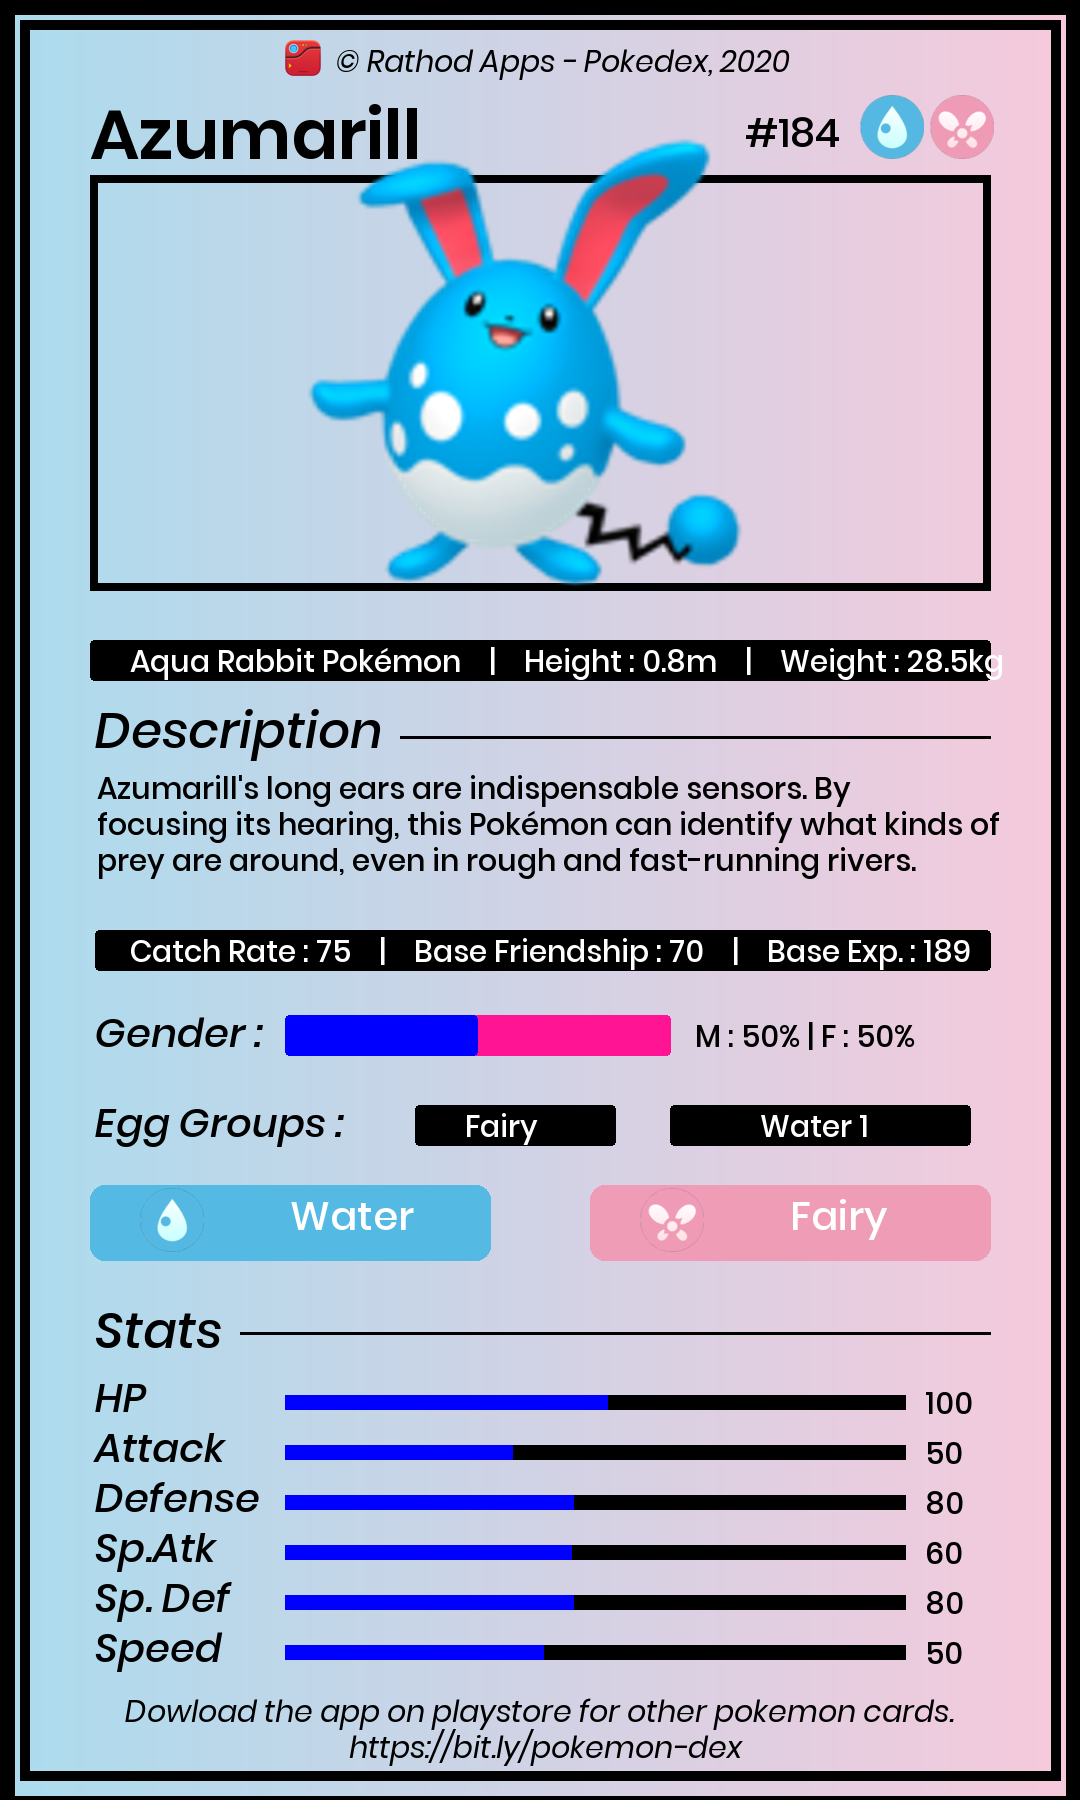 © Rathod Apps - Pokedex, 2020
Azumarill #184
Aqua Rabbit Pokémon | Height : 0.8m | Weight : 28.5kg
Description
Azumarill's long ears are indispensable sensors. By
focusing its hearing, this Pokémon can identify what kinds of
prey are around, even in rough and fast-running rivers.
Catch Rate : 75 | Base Friendship : 70 | Base Exp. : 189
Gender : M : 50% | F : 50%
Egg Groups : Fairy Water 1
Water Fairy
Stats
HP 100
Attack 50
Defense 80
Sp.Atk 60
Sp. Def 80
Speed 50
Dowload the app on playstore for other pokemon cards.
https://bit.ly/pokemon-dex